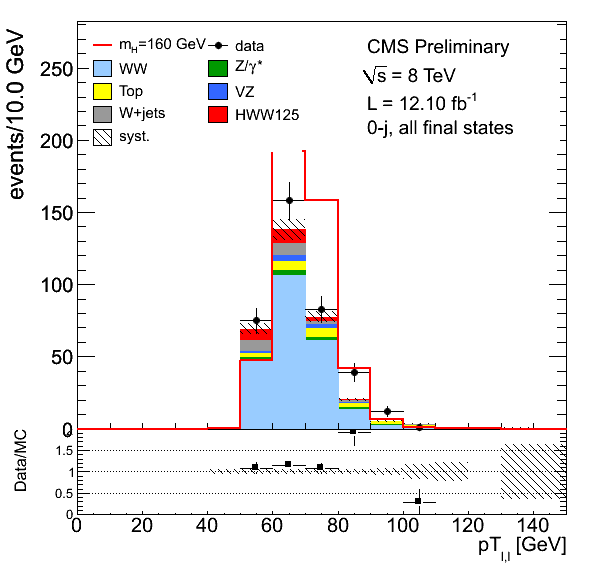 events/10.0 GeV
250
200
150
100
50
0
m_H=160 GeV
data
WW
Z/γ*
Top
VZ
W+jets
HWW125
syst.
CMS Preliminary
√s = 8 TeV
L = 12.10 fb⁻¹
0-j, all final states
Data/MC
1.5
1
0.5
0
0 20 40 60 80 100 120 140
pT_l,l [GeV]